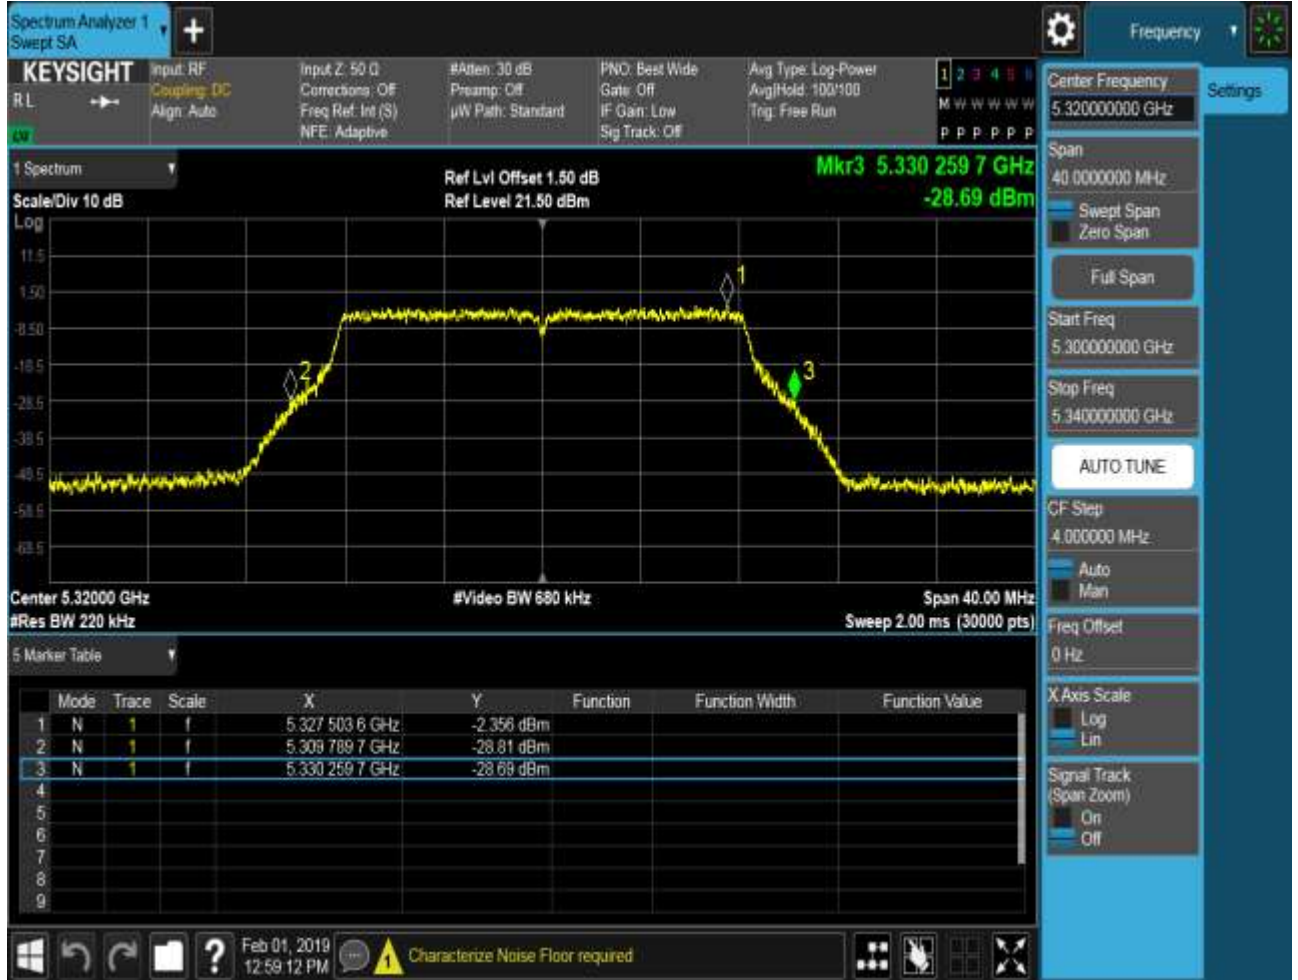 Spectrum Analyzer 1
Swept SA
Frequency
KEYSIGHT
RL
Input: RF
Coupling: DC
Align: Auto
Input Z: 50 Ω
Corrections: Off
Freq Ref: Int (S)
NFE: Adaptive
#Atten: 30 dB
Preamp: Off
µW Path: Standard
PNO: Best Wide
Gate: Off
IF Gain: Low
Sig Track: Off
Avg Type: Log-Power
Avg|Hold: 100/100
Trig: Free Run
1 2 3 4 5 6
M W W W W W
P P P P P P
1 Spectrum
Scale/Div 10 dB
Ref Lvl Offset 1.50 dB
Ref Level 21.50 dBm
Mkr3 5.330 259 7 GHz
-28.69 dBm
Log
11.5
1.50
-8.50
-18.5
-28.5
-38.5
-48.5
-58.5
-68.5
1
2
3
Center 5.32000 GHz
#Video BW 680 kHz
Span 40.00 MHz
#Res BW 220 kHz
Sweep 2.00 ms (30000 pts)
5 Marker Table
Mode Trace Scale X Y Function Function Width Function Value
1 N 1 f 5.327 503 6 GHz -2.356 dBm
2 N 1 f 5.309 789 7 GHz -28.81 dBm
3 N 1 f 5.330 259 7 GHz -28.69 dBm
4
5
6
7
8
9
Center Frequency
5.320000000 GHz
Settings
Span
40.0000000 MHz
Swept Span
Zero Span
Full Span
Start Freq
5.300000000 GHz
Stop Freq
5.340000000 GHz
AUTO TUNE
CF Step
4.000000 MHz
Auto
Man
Freq Offset
0 Hz
X Axis Scale
Log
Lin
Signal Track
(Span Zoom)
On
Off
?
Feb 01, 2019
12:59:12 PM
1
Characterize Noise Floor required